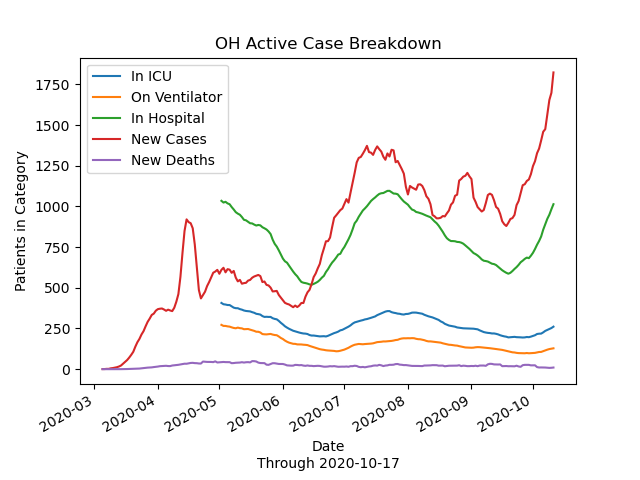 OH Active Case Breakdown
In ICU
On Ventilator
In Hospital
New Cases
New Deaths
Patients in Category
1750
1500
1250
1000
750
500
250
0
2020-03
2020-04
2020-05
2020-06
2020-07
2020-08
2020-09
2020-10
Date
Through 2020-10-17